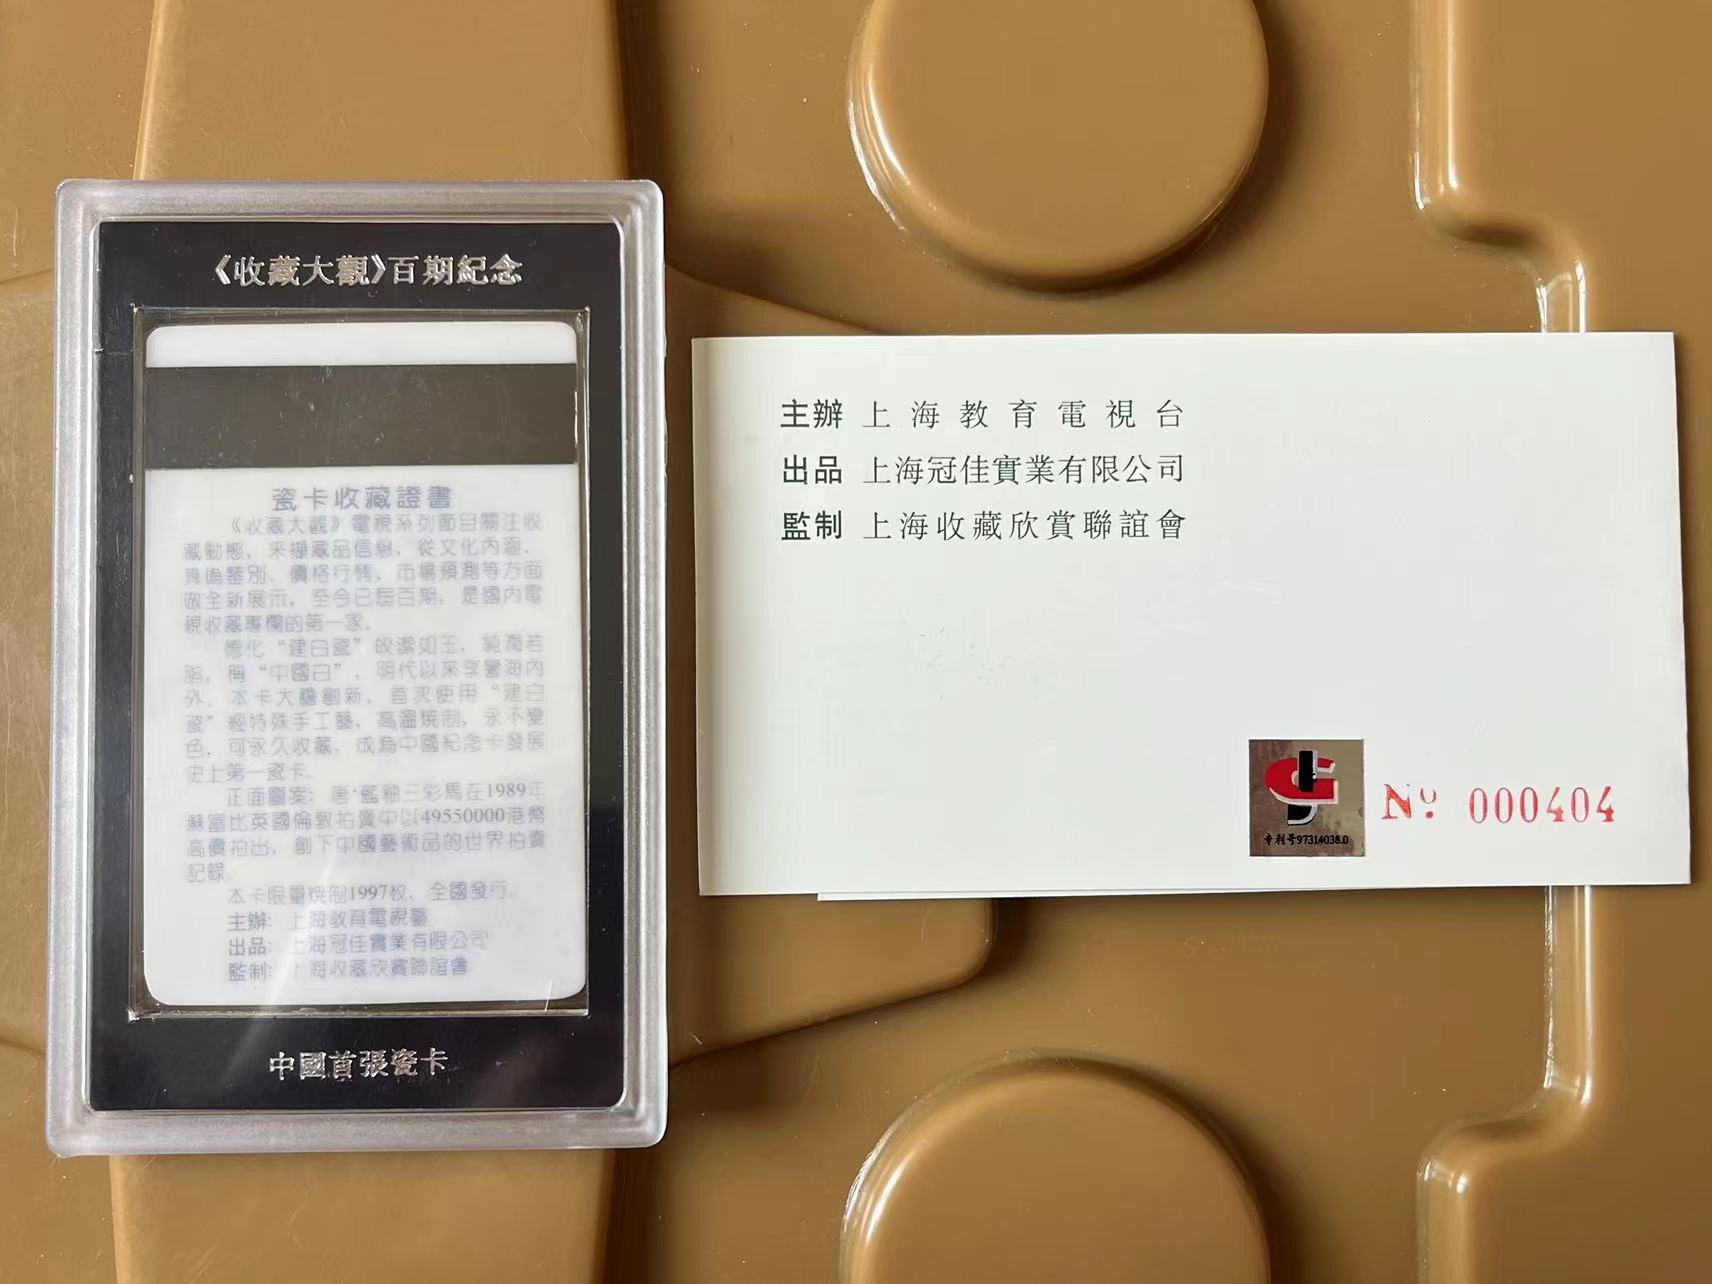 《收藏大觀》百期紀念
瓷卡收藏證書
《收藏大觀》電視系列節目關注收
藏動態，采擷藏品信息，從文化內涵、
真偽鑒別、價格行情、市場預測等方面
做全新展示，至今已屆百期，是國內電
視收藏專欄的第一家。
德化“建白瓷”皎潔如玉，純潤若
脂，稱“中國白”，明代以來享譽海內
外。本卡大膽創新，首次使用“建白
瓷”經特殊手工藝，高溫燒制，永不變
色，可永久收藏，成為中國紀念卡發展
史上第一瓷卡。
正面圖案：唐·藍釉三彩馬在1989年
蘇富比英國倫敦拍賣中以49550000港幣
高價拍出，創下中國藝術品的世界拍賣
記錄。
本卡限量燒制1997枚，全國發行。
主辦：上海教育電視臺
出品：上海冠佳實業有限公司
監制：上海收藏欣賞聯誼會
中國首張瓷卡
主辦 上海教育電視台
出品 上海冠佳實業有限公司
監制 上海收藏欣賞聯誼會
专利号97314038.0
Nº 000404